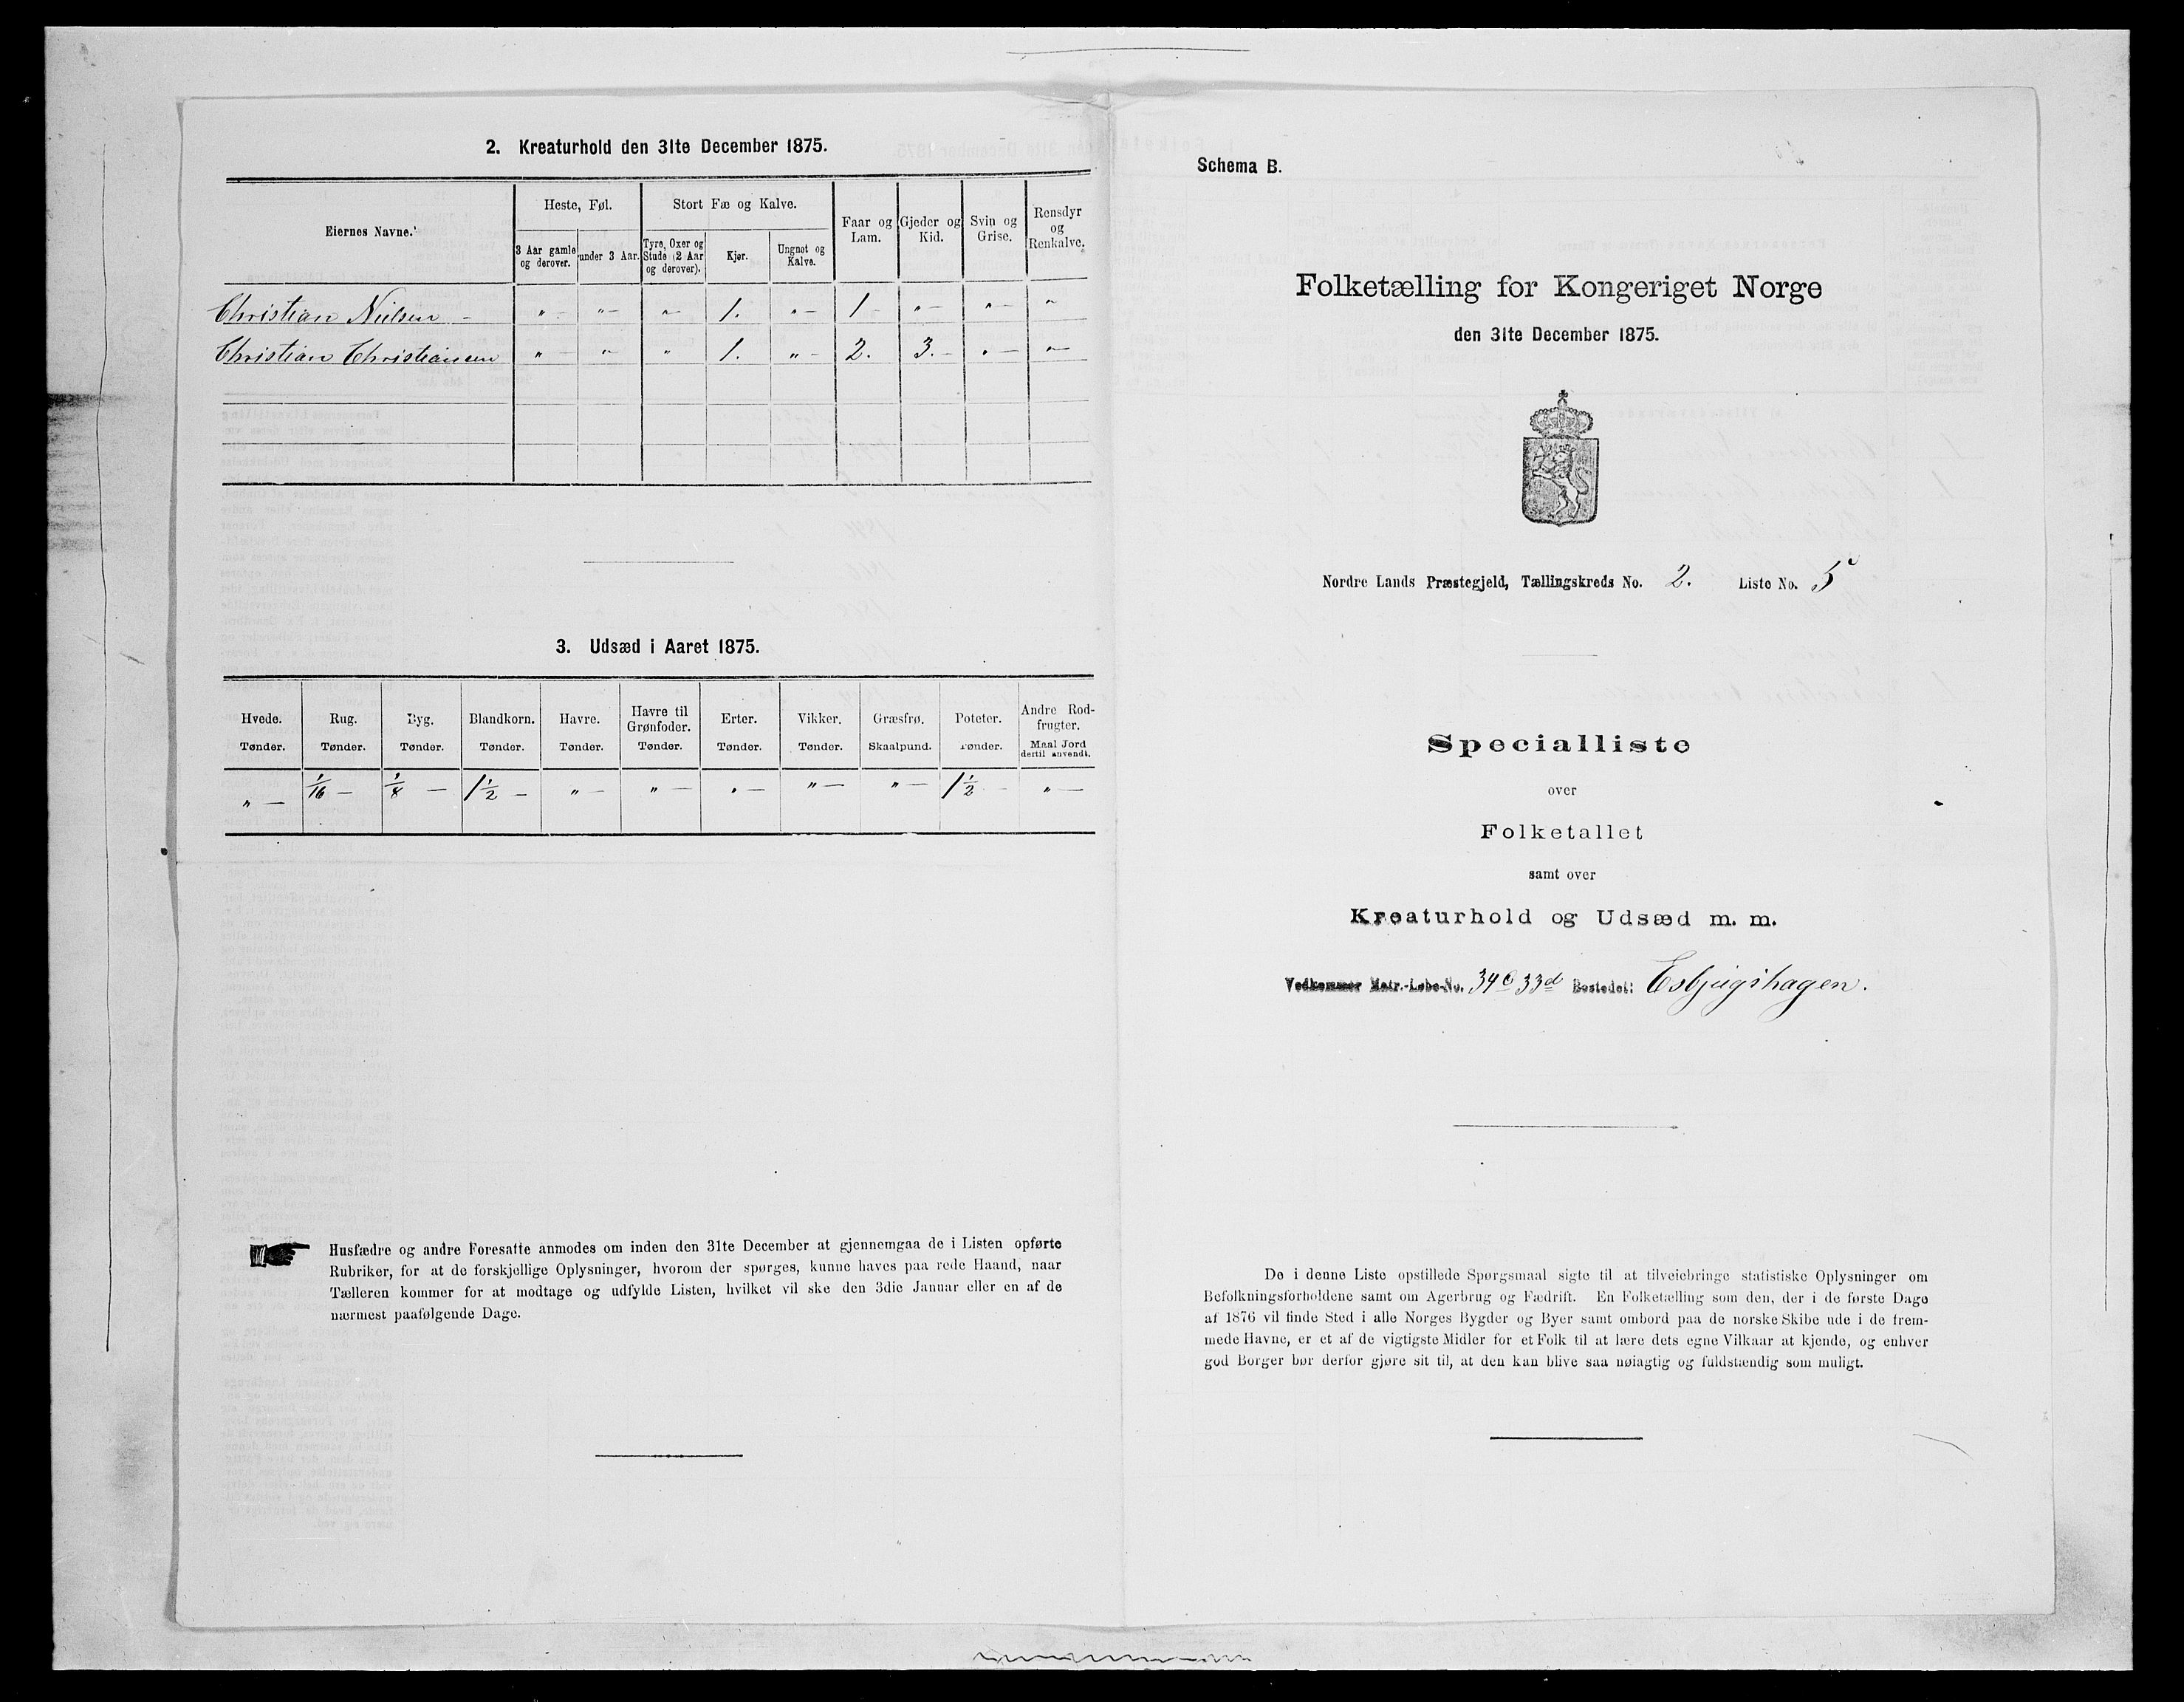 2. Kreaturhold den 31te December 1875.
Eiernes Navne.
Heste, Føl.
Stort Fæ og Kalve.
Faar og Lam.
Gjeder og Kid.
Svin og Grise.
Rensdyr og Renkalve.
3 Aar gamle og derover.
under 3 Aar.
Tyre, Oxer og Stude (2 Aar og derover).
Kjør.
Ungnøt og Kalve.
Christian Nielsen - " - " - " - 1. " - 1 - " - " - "
Christian Christiansen " - " - " 1. " - 2. 3. - " - " -
3. Udsæd i Aaret 1875.
Hvede. Rug. Byg. Blandkorn. Havre. Havre til Grønfoder. Erter. Vikker. Græsfrø. Poteter. Andre Rodfrugter.
Tønder. Tønder. Tønder. Tønder. Tønder. Tønder. Tønder. Tønder. Skaalpund. Tønder. Maal Jord dertil anvendt.
" - 1/16 - 1/8 - 1 1/2 - " - " - " - " - " - 1 1/2 - " -
Husfædre og andre Foresatte anmodes om inden den 31te December at gjennemgaa de i Listen opførte
Rubriker, for at de forskjellige Oplysninger, hvorom der spørges, kunne haves paa rede Haand, naar
Tælleren kommer for at modtage og udfylde Listen, hvilket vil ske den 3die Januar eller en af de
nærmest paafølgende Dage.
Schema B.
Folketælling for Kongeriget Norge
den 31te December 1875.
Nordre Lands Præstegjeld, Tællingskreds No. 2. Liste No. 5
Specialliste
over
Folketallet
samt over
Kreaturhold og Udsæd m. m.
Vedkommer Matr.-Løbe-No. 34c 33d Bostedet: Esbjugshagen.
De i denne Liste opstillede Spørgsmaal sigte til at tilveiebringe statistiske Oplysninger om
Befolkningsforholdene samt om Agerbrug og Fædrift. En Folketælling som den, der i de første Dage
af 1876 vil finde Sted i alle Norges Bygder og Byer samt ombord paa de norske Skibe ude i de frem-
mede Havne, er et af de vigtigste Midler for et Folk til at lære dets egne Vilkaar at kjende, og enhver
god Borger bør derfor gjøre sit til, at den kan blive saa nøiagtig og fuldstændig som muligt.